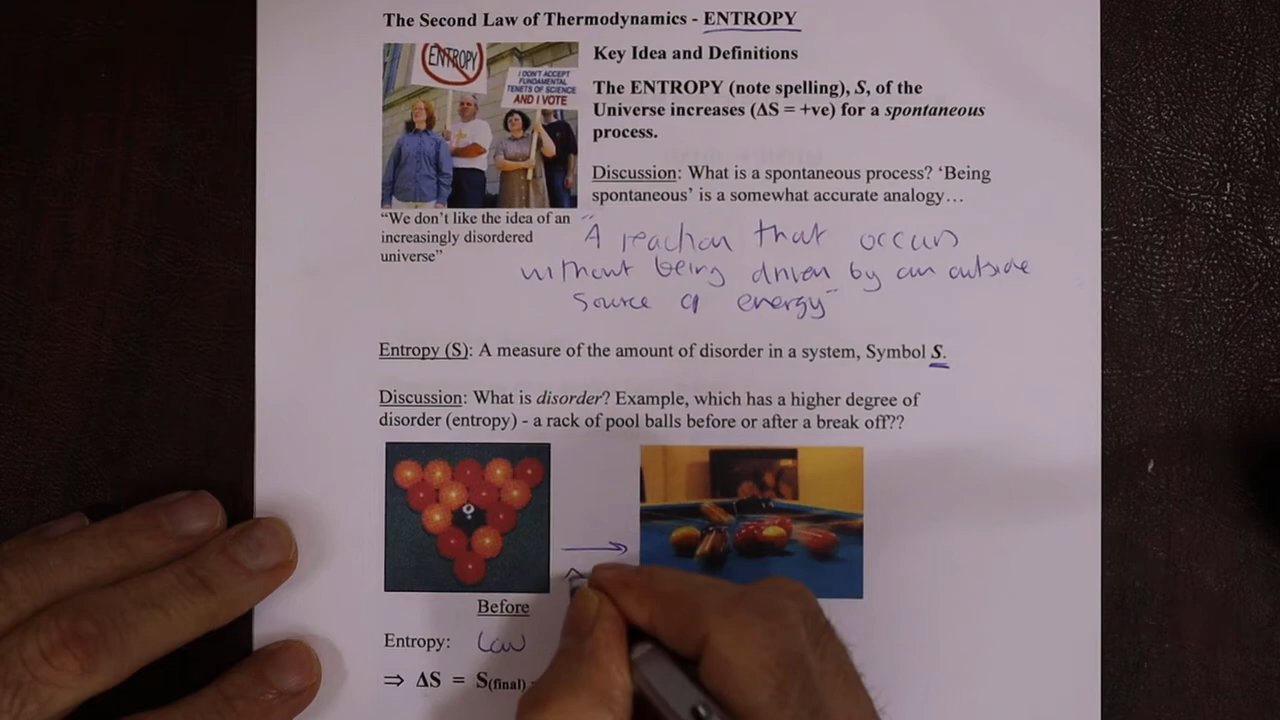 The Second Law of Thermodynamics - ENTROPY
ENTROPY
I DON'T ACCEPT
FUNDAMENTAL
TENETS OF SCIENCE
AND I VOTE
Key Idea and Definitions
The ENTROPY (note spelling), S, of the
Universe increases (ΔS = +ve) for a spontaneous
process.
Discussion: What is a spontaneous process? ‘Being
spontaneous’ is a somewhat accurate analogy…
“We don’t like the idea of an
increasingly disordered
universe”
"A reaction that occurs
without being driven by an outside
source of energy"
Entropy (S): A measure of the amount of disorder in a system, Symbol S.
Discussion: What is disorder? Example, which has a higher degree of
disorder (entropy) - a rack of pool balls before or after a break off??
Before
Entropy: Low
⇒ ΔS = S(final) -